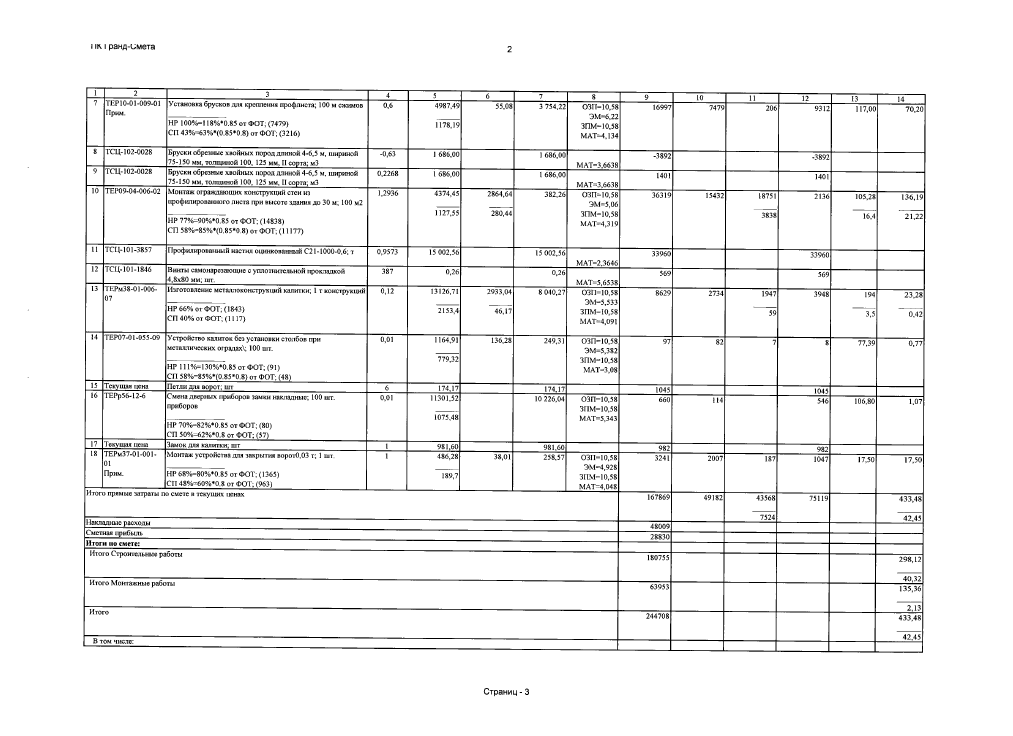 ПК Гранд-Смета
2
1 2 3 4 5 6 7 8 9 10 11 12 13 14
7 ТЕР10-01-009-01 Установка брусков для крепления профлиста; 100 м сжимов 0,6 4987,49 55,08 3 754,22 ОЗП=10,58 16997 7479 206 9312 117,00 70,20
Прим. ЭМ=6,22
НР 100%=118%*0.85 от ФОТ; (7479) 1178,19 ЗПМ=10,58
СП 43%=63%*(0.85*0.8) от ФОТ; (3216) МАТ=4,134
8 ТСЦ-102-0028 Бруски обрезные хвойных пород длиной 4-6,5 м, шириной -0,63 1 686,00 1 686,00 -3892 -3892
75-150 мм, толщиной 100, 125 мм, II сорта; м3 МАТ=3,6638
9 ТСЦ-102-0028 Бруски обрезные хвойных пород длиной 4-6,5 м, шириной 0,2268 1 686,00 1 686,00 1401 1401
75-150 мм, толщиной 100, 125 мм, II сорта; м3 МАТ=3,6638
10 ТЕР09-04-006-02 Монтаж ограждающих конструкций стен из 1,2936 4374,45 2864,64 382,26 ОЗП=10,58 36319 15432 18751 2136 105,28 136,19
профилированного листа при высоте здания до 30 м; 100 м2 ЭМ=5,06
1127,55 280,44 ЗПМ=10,58 3838 16,4 21,22
НР 77%=90%*0.85 от ФОТ; (14838) МАТ=4,319
СП 58%=85%*(0.85*0.8) от ФОТ; (11177)
11 ТСЦ-101-3857 Профилированный настил оцинкованный С21-1000-0,6; т 0,9573 15 002,56 15 002,56 33960 33960
МАТ=2,3646
12 ТСЦ-101-1846 Винты самонарезающие с уплотнительной прокладкой 387 0,26 0,26 569 569
4,8х80 мм; шт. МАТ=5,6538
13 ТЕРм38-01-006- Изготовление металлоконструкций калитки; 1 т конструкций 0,12 13126,71 2933,04 8 040,27 ОЗП=10,58 8629 2734 1947 3948 194 23,28
07 ЭМ=5,533
НР 66% от ФОТ; (1843) 2153,4 46,17 ЗПМ=10,58 59 3,5 0,42
СП 40% от ФОТ; (1117) МАТ=4,091
14 ТЕР07-01-055-09 Устройство калиток без установки столбов при 0,01 1164,91 136,28 249,31 ОЗП=10,58 97 82 7 8 77,39 0,77
металлических оградах\; 100 шт. ЭМ=5,382
779,32 ЗПМ=10,58
НР 111%=130%*0.85 от ФОТ; (91) МАТ=3,08
СП 58%=85%*(0.85*0.8) от ФОТ; (48)
15 Текущая цена Петли для ворот; шт 6 174,17 174,17 1045 1045
16 ТЕРр56-12-6 Смена дверных приборов замки накладные; 100 шт. 0,01 11301,52 10 226,04 ОЗП=10,58 660 114 546 106,80 1,07
приборов ЗПМ=10,58
1075,48 МАТ=5,343
НР 70%=82%*0.85 от ФОТ; (80)
СП 50%=62%*0.8 от ФОТ; (57)
17 Текущая цена Замок для калитки; шт 1 981,60 981,60 982 982
18 ТЕРм37-01-001- Монтаж устройства для закрытия ворот0,03 т; 1 шт. 1 486,28 38,01 258,57 ОЗП=10,58 3241 2007 187 1047 17,50 17,50
01 ЭМ=4,928
Прим. НР 68%=80%*0.85 от ФОТ; (1365) 189,7 ЗПМ=10,58
СП 48%=60%*0.8 от ФОТ; (963) МАТ=4,048
Итого прямые затраты по смете в текущих ценах 167869 49182 43568 75119 433,48
7524 42,45
Накладные расходы 48009
Сметная прибыль 28830
Итоги по смете:
Итого Строительные работы 180755 298,12
40,32
Итого Монтажные работы 63953 135,36
2,13
Итого 244708 433,48
42,45
В том числе:
Страниц - 3